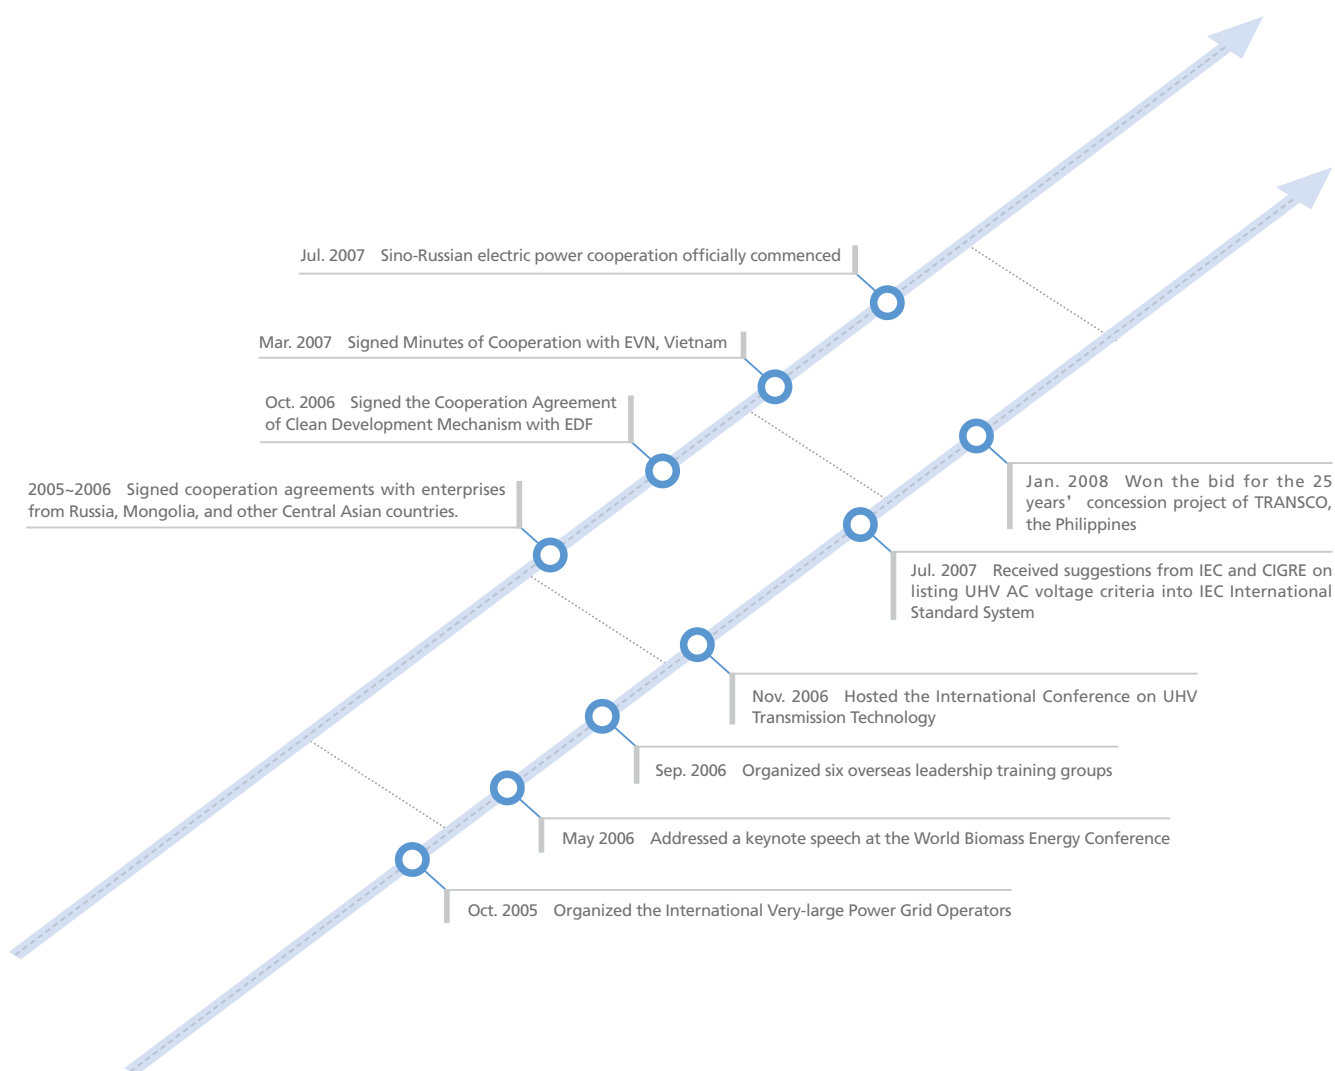 Jul. 2007 Sino-Russian electric power cooperation officially commenced
Mar. 2007 Signed Minutes of Cooperation with EVN, Vietnam
Oct. 2006 Signed the Cooperation Agreement
of Clean Development Mechanism with EDF
2005~2006 Signed cooperation agreements with enterprises
from Russia, Mongolia, and other Central Asian countries.
Jan. 2008 Won the bid for the 25
years’ concession project of TRANSCO,
the Philippines
Jul. 2007 Received suggestions from IEC and CIGRE on
listing UHV AC voltage criteria into IEC International
Standard System
Nov. 2006 Hosted the International Conference on UHV
Transmission Technology
Sep. 2006 Organized six overseas leadership training groups
May 2006 Addressed a keynote speech at the World Biomass Energy Conference
Oct. 2005 Organized the International Very-large Power Grid Operators